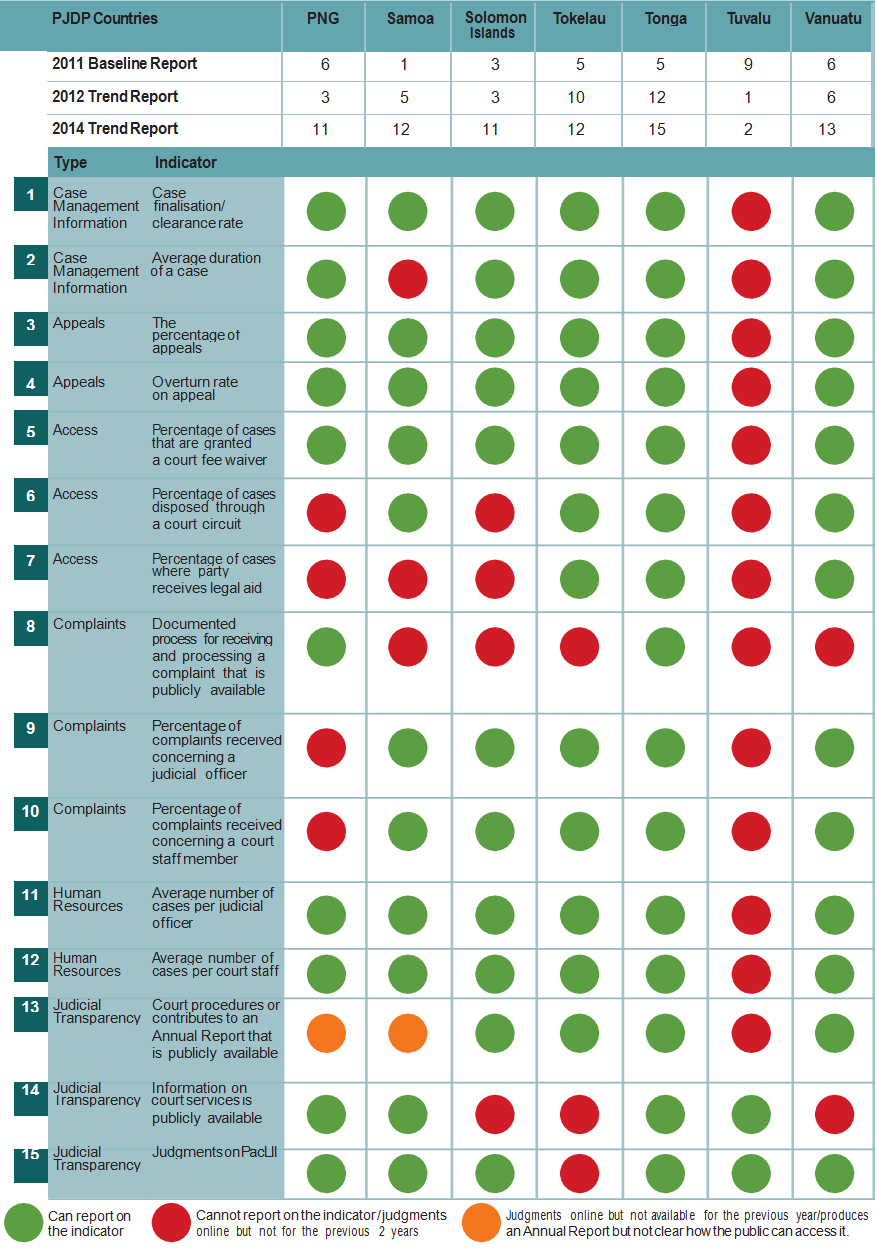 PJDP Countries PNG Samoa Solomon Islands Tokelau Tonga Tuvalu Vanuatu
2011 Baseline Report 6 1 3 5 5 9 6
2012 Trend Report 3 5 3 10 12 1 6
2014 Trend Report 11 12 11 12 15 2 13
Type Indicator
1 Case Case
Management finalisation/
Information clearance rate
2 Case Average duration
Management of a case
Information
3 Appeals The
percentage of
appeals
4 Appeals Overturn rate
on appeal
5 Access Percentage of cases
that are granted
a court fee waiver
6 Access Percentage of cases
disposed through
a court circuit
7 Access Percentage of cases
where party
receives legal aid
8 Complaints Documented
process for receiving
and processing a
complaint that is
publicly available
9 Complaints Percentage of
complaints received
concerning a
judicial officer
10 Complaints Percentage of
complaints received
concerning a court
staff member
11 Human Average number of
Resources cases per judicial
officer
12 Human Average number of
Resources cases per court staff
13 Judicial Court procedures or
Transparency contributes to an
Annual Report that
is publicly available
14 Judicial Information on
Transparency court services is
publicly available
15 Judicial Judgments on PacLII
Transparency
Can report on
the indicator
Cannot report on the indicator/judgments
online but not for the previous 2 years
Judgments online but not available for the previous year/produces
an Annual Report but not clear how the public can access it.